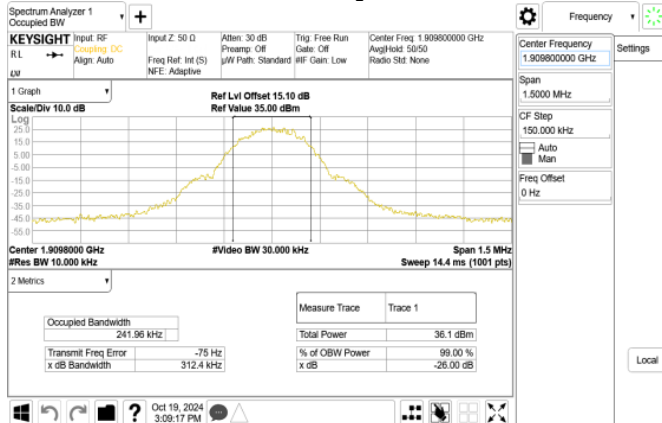 Spectrum Analyzer 1
Occupied BW
Frequency
KEYSIGHT
R L
LXI
Input: RF
Coupling: DC
Align: Auto
Input Z: 50 Ω
Freq Ref: Int (S)
NFE: Adaptive
Atten: 30 dB
Preamp: Off
µW Path: Standard
Trig: Free Run
Gate: Off
#IF Gain: Low
Center Freq: 1.909800000 GHz
Avg|Hold: 50/50
Radio Std: None
Center Frequency
1.909800000 GHz
Settings
Span
1.5000 MHz
CF Step
150.000 kHz
Auto
Man
Freq Offset
0 Hz
Local
1 Graph
Scale/Div 10.0 dB
Ref Lvl Offset 15.10 dB
Ref Value 35.00 dBm
Log
25.0
15.0
5.00
-5.00
-15.0
-25.0
-35.0
-45.0
-55.0
Center 1.9098000 GHz
#Res BW 10.000 kHz
#Video BW 30.000 kHz
Span 1.5 MHz
Sweep 14.4 ms (1001 pts)
2 Metrics
Measure Trace Trace 1
Occupied Bandwidth
241.96 kHz
Total Power 36.1 dBm
Transmit Freq Error -75 Hz
% of OBW Power 99.00 %
x dB Bandwidth 312.4 kHz
x dB -26.00 dB
?
Oct 19, 2024
3:09:17 PM